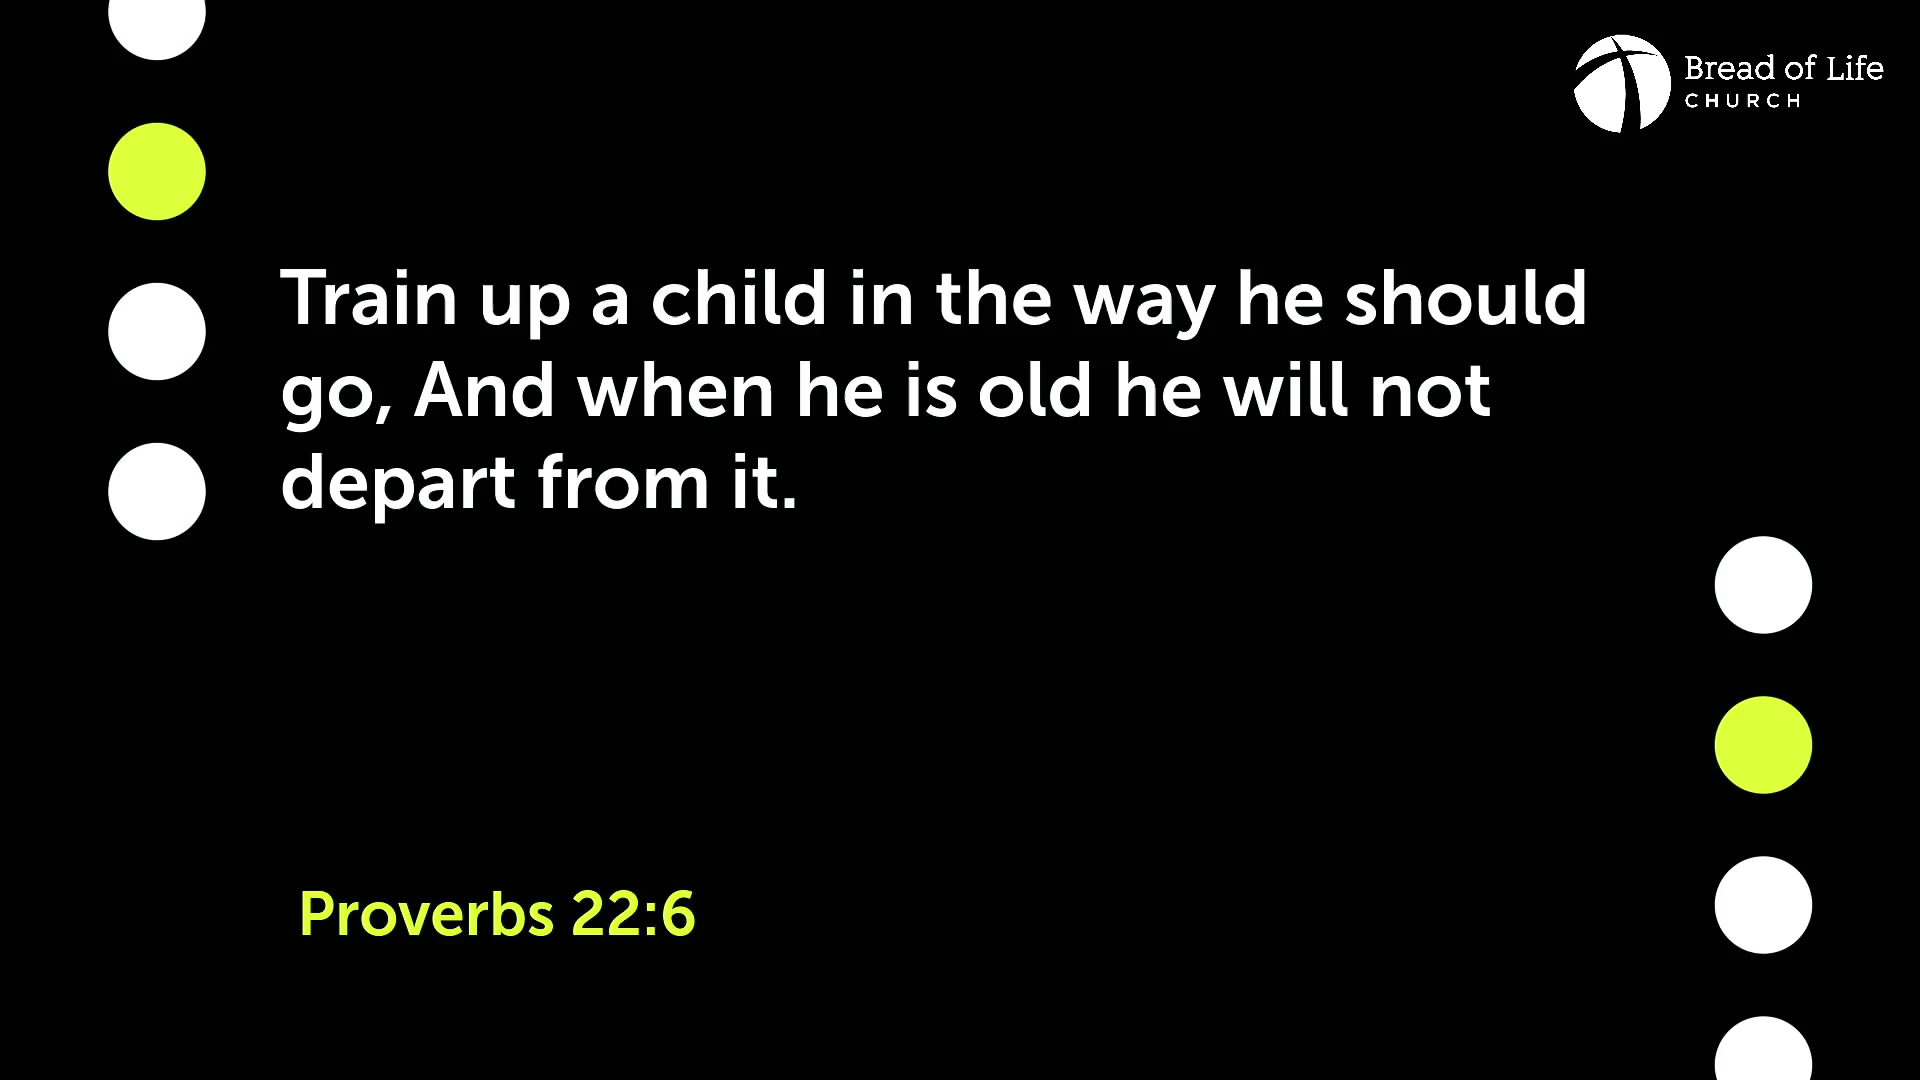 Bread of Life
CHURCH
Train up a child in the way he should
go, And when he is old he will not
depart from it.
Proverbs 22:6